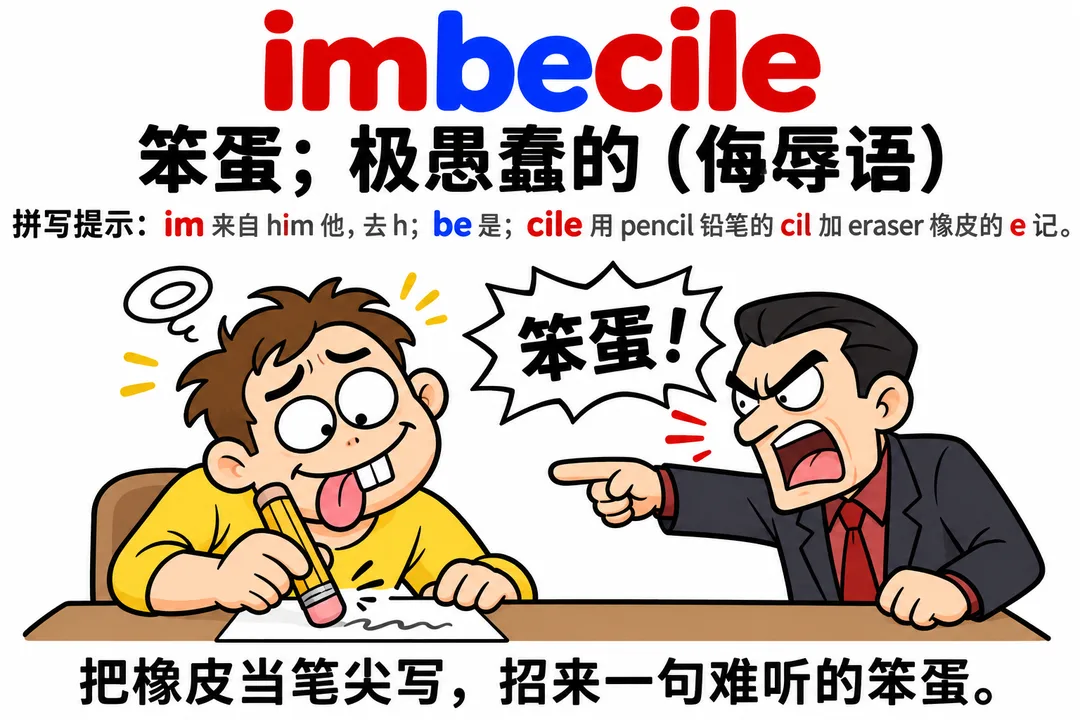 imbecile
笨蛋；极愚蠢的（侮辱语）
拼写提示：im 来自 him 他，去 h；be 是；cile 用 pencil 铅笔的 cil 加 eraser 橡皮的 e 记。
笨蛋！
把橡皮当笔尖写，招来一句难听的笨蛋。